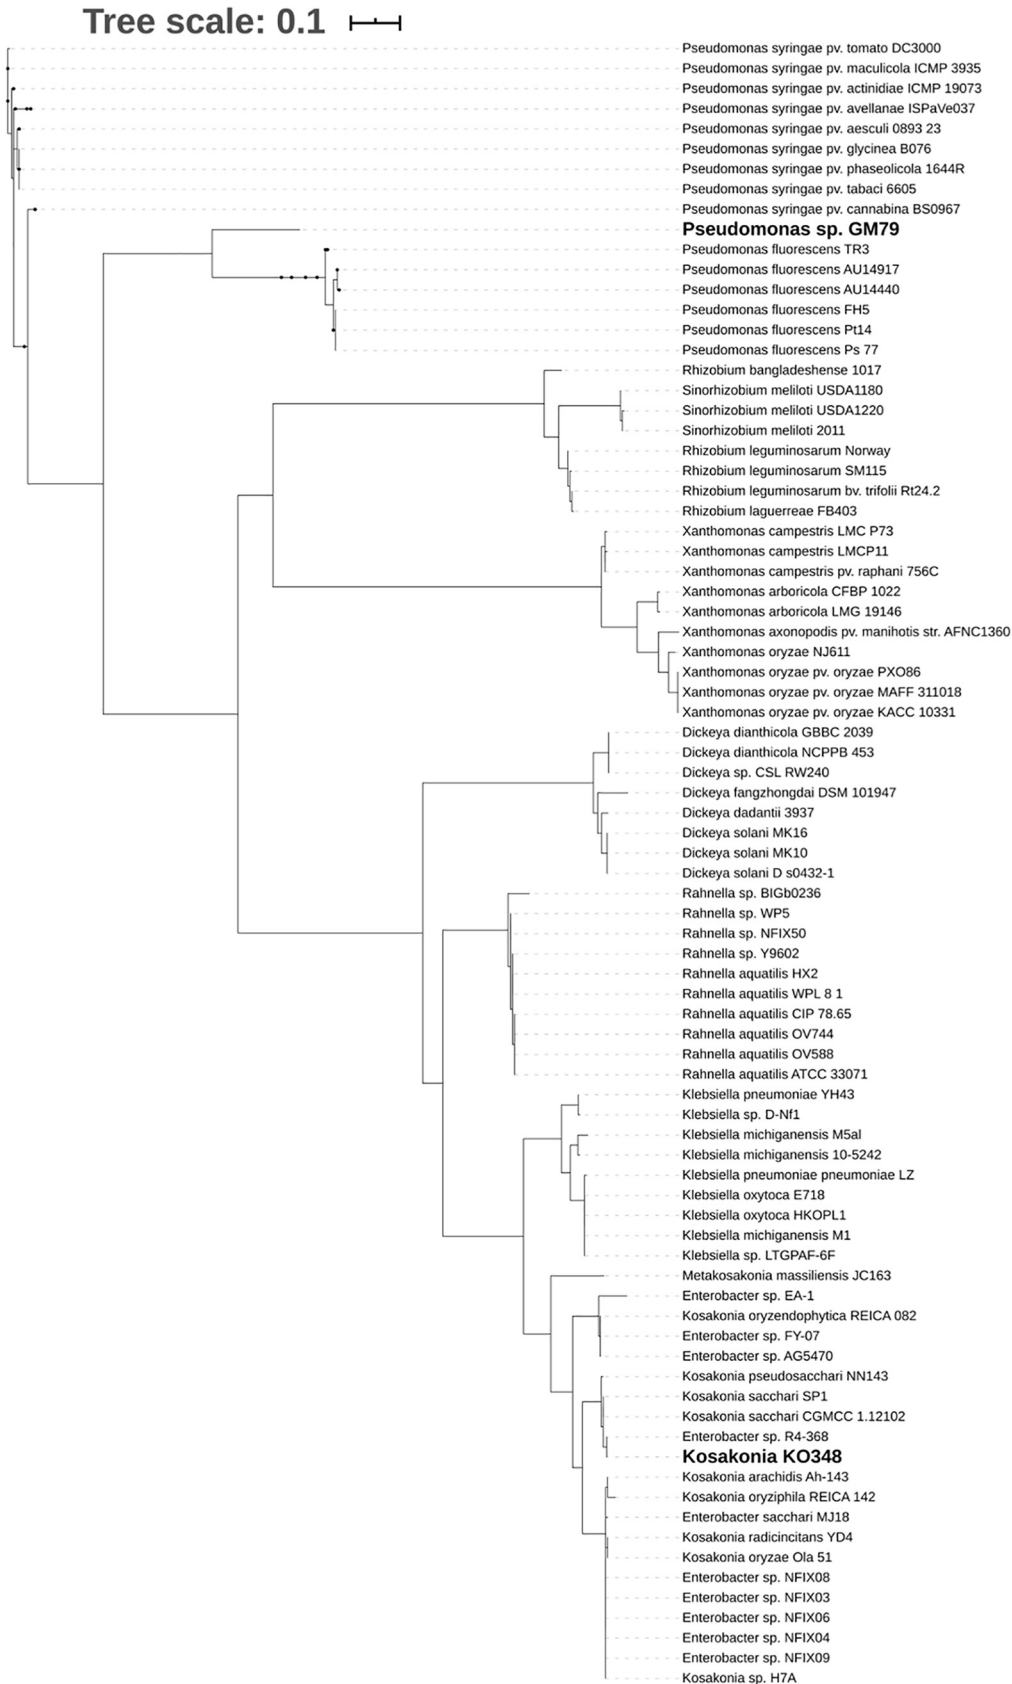 Tree scale: 0.1
Pseudomonas syringae pv. tomato DC3000
Pseudomonas syringae pv. maculicola ICMP 3935
Pseudomonas syringae pv. actinidiae ICMP 19073
Pseudomonas syringae pv. avellanae ISPaVe037
Pseudomonas syringae pv. aesculi 0893 23
Pseudomonas syringae pv. glycinea B076
Pseudomonas syringae pv. phaseolicola 1644R
Pseudomonas syringae pv. tabaci 6605
Pseudomonas syringae pv. cannabina BS0967
Pseudomonas sp. GM79
Pseudomonas fluorescens TR3
Pseudomonas fluorescens AU14917
Pseudomonas fluorescens AU14440
Pseudomonas fluorescens FH5
Pseudomonas fluorescens Pt14
Pseudomonas fluorescens Ps 77
Rhizobium bangladeshense 1017
Sinorhizobium meliloti USDA1180
Sinorhizobium meliloti USDA1220
Sinorhizobium meliloti 2011
Rhizobium leguminosarum Norway
Rhizobium leguminosarum SM115
Rhizobium leguminosarum bv. trifolii Rt24.2
Rhizobium laguerreae FB403
Xanthomonas campestris LMC P73
Xanthomonas campestris LMCP11
Xanthomonas campestris pv. raphani 756C
Xanthomonas arboricola CFBP 1022
Xanthomonas arboricola LMG 19146
Xanthomonas axonopodis pv. manihotis str. AFNC1360
Xanthomonas oryzae NJ611
Xanthomonas oryzae pv. oryzae PXO86
Xanthomonas oryzae pv. oryzae MAFF 311018
Xanthomonas oryzae pv. oryzae KACC 10331
Dickeya dianthicola GBBC 2039
Dickeya dianthicola NCPPB 453
Dickeya sp. CSL RW240
Dickeya fangzhongdai DSM 101947
Dickeya dadantii 3937
Dickeya solani MK16
Dickeya solani MK10
Dickeya solani D s0432-1
Rahnella sp. BIGb0236
Rahnella sp. WP5
Rahnella sp. NFIX50
Rahnella sp. Y9602
Rahnella aquatilis HX2
Rahnella aquatilis WPL 8 1
Rahnella aquatilis CIP 78.65
Rahnella aquatilis OV744
Rahnella aquatilis OV588
Rahnella aquatilis ATCC 33071
Klebsiella pneumoniae YH43
Klebsiella sp. D-Nf1
Klebsiella michiganensis M5al
Klebsiella michiganensis 10-5242
Klebsiella pneumoniae pneumoniae LZ
Klebsiella oxytoca E718
Klebsiella oxytoca HKOPL1
Klebsiella michiganensis M1
Klebsiella sp. LTGPAF-6F
Metakosakonia massiliensis JC163
Enterobacter sp. EA-1
Kosakonia oryzendophytica REICA 082
Enterobacter sp. FY-07
Enterobacter sp. AG5470
Kosakonia pseudosacchari NN143
Kosakonia sacchari SP1
Kosakonia sacchari CGMCC 1.12102
Enterobacter sp. R4-368
Kosakonia KO348
Kosakonia arachidis Ah-143
Kosakonia oryziphila REICA 142
Enterobacter sacchari MJ18
Kosakonia radicincitans YD4
Kosakonia oryzae Ola 51
Enterobacter sp. NFIX08
Enterobacter sp. NFIX03
Enterobacter sp. NFIX06
Enterobacter sp. NFIX04
Enterobacter sp. NFIX09
Kosakonia sp. H7A